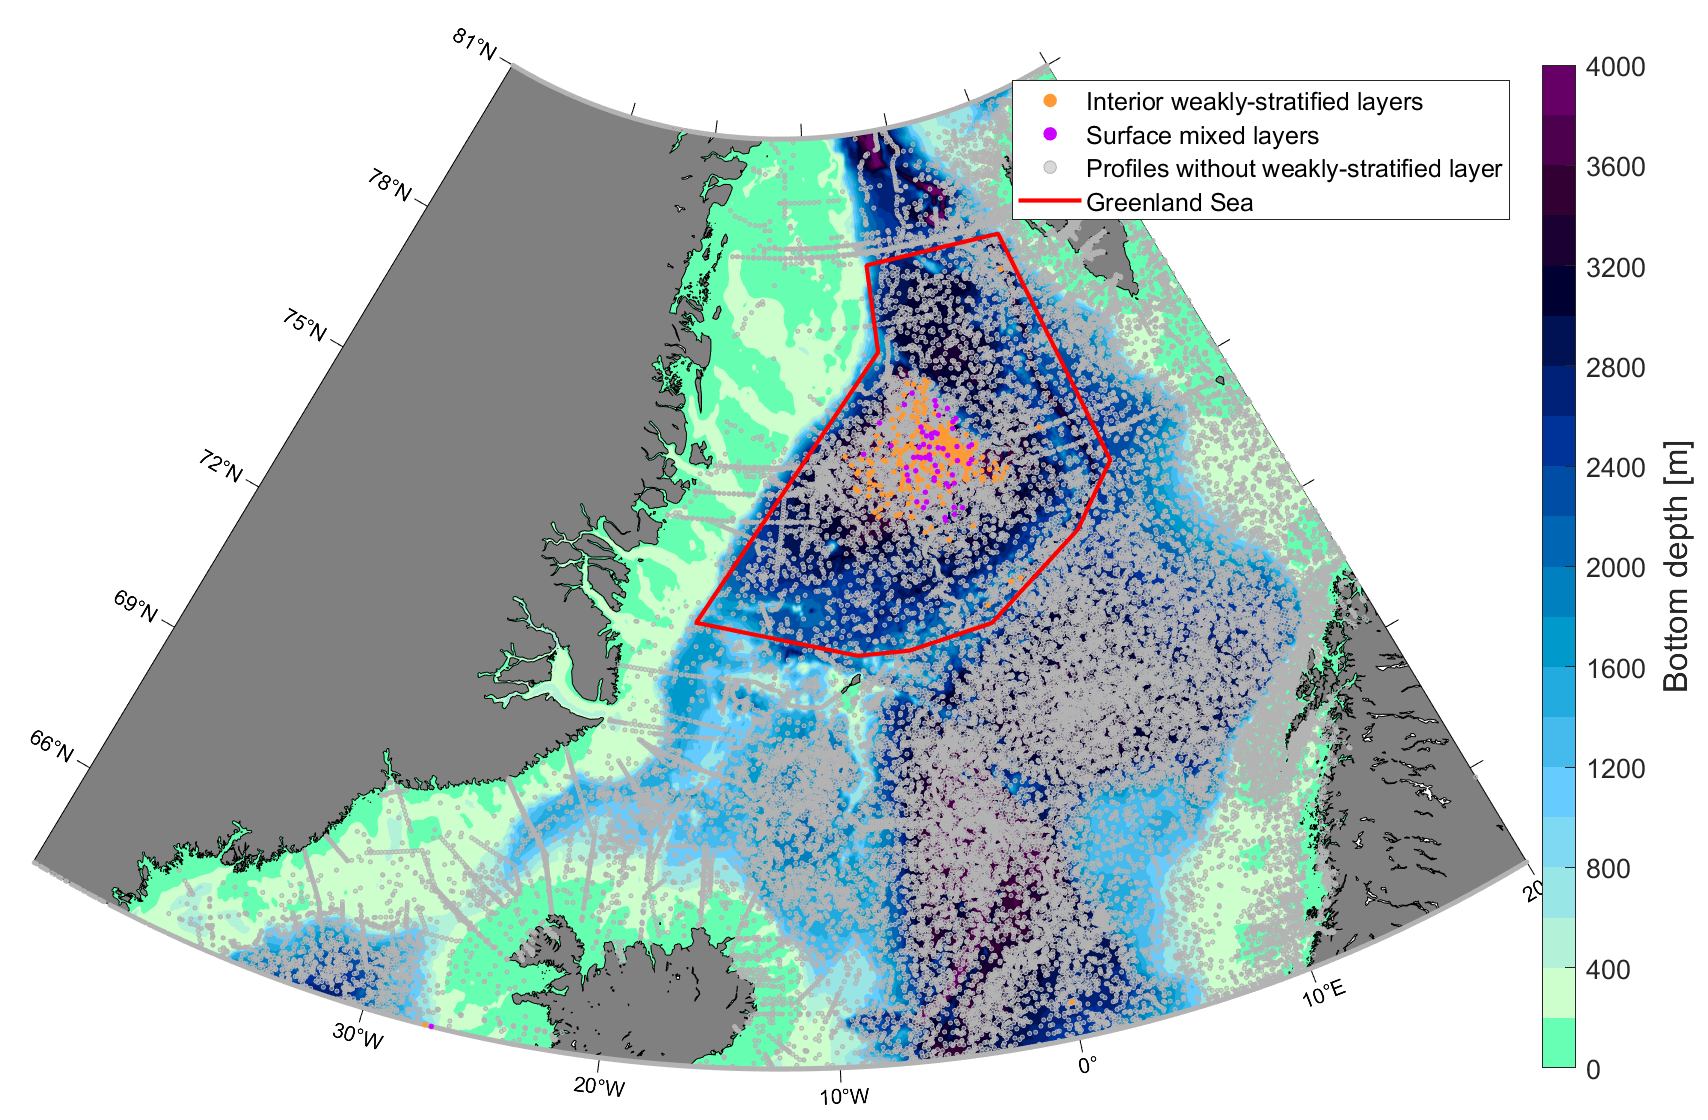 81°N
78°N
75°N
72°N
69°N
66°N
30°W
20°W
10°W
0°
10°E
20
Interior weakly-stratified layers
Surface mixed layers
Profiles without weakly-stratified layer
Greenland Sea
4000
3600
3200
2800
2400
2000
1600
1200
800
400
0
Bottom depth [m]